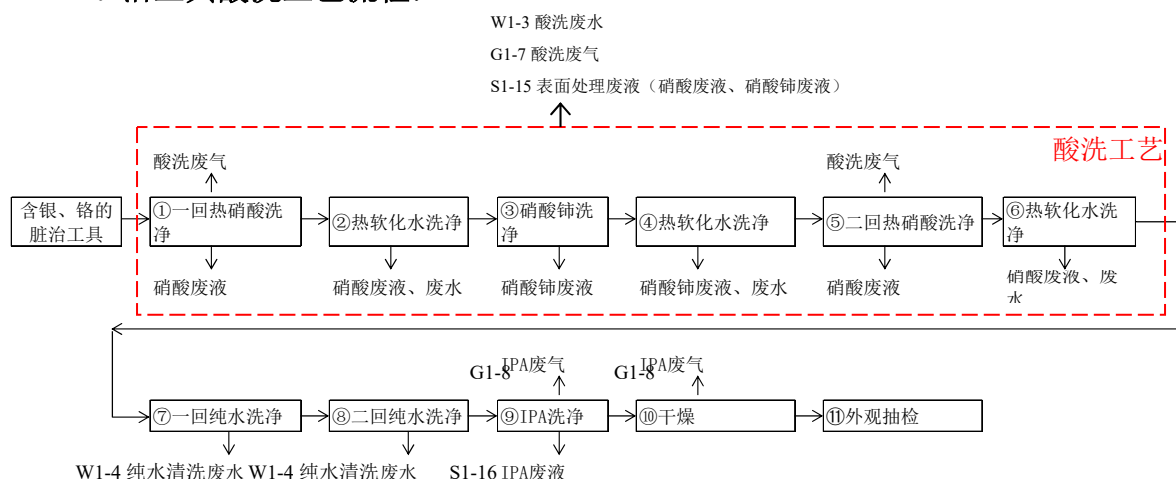 W1-3 酸洗废水
G1-7 酸洗废气
S1-15 表面处理废液（硝酸废液、硝酸铈废液）
酸洗工艺
酸洗废气
酸洗废气
含银、铬的
脏治工具
①一回热硝酸洗
净
②热软化水洗净
③硝酸铈洗
净
④热软化水洗净
⑤二回热硝酸洗净
⑥热软化水洗
净
硝酸废液
硝酸废液、废水
硝酸铈废液
硝酸铈废液、废水
硝酸废液
硝酸废液、废
水
G1-8 IPA废气
G1-8 IPA废气
⑦一回纯水洗净
⑧二回纯水洗净
⑨IPA洗净
⑩干燥
⑪外观抽检
W1-4 纯水清洗废水
W1-4 纯水清洗废水
S1-16 IPA废液